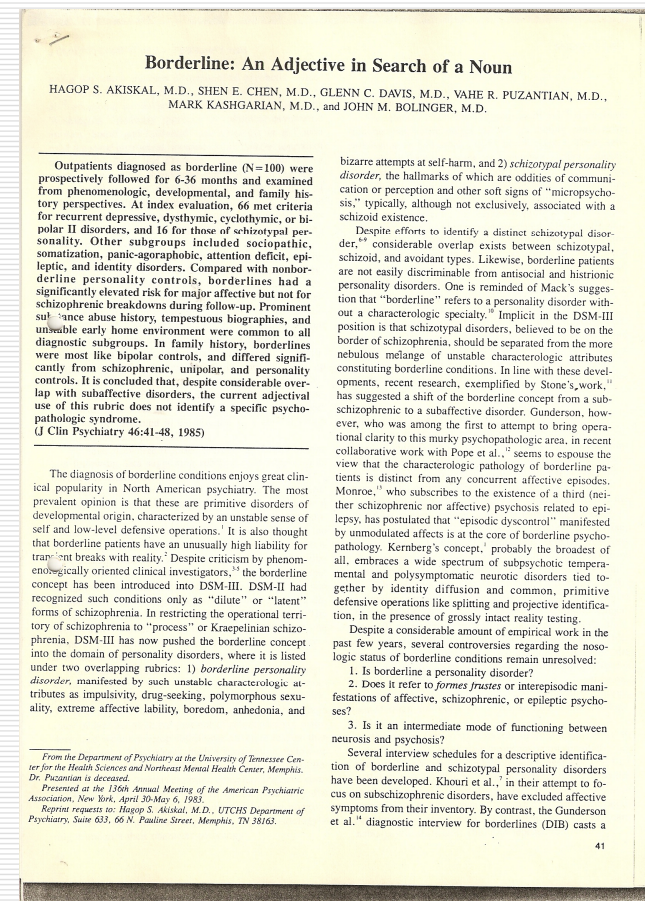 Borderline: An Adjective in Search of a Noun
HAGOP S. AKISKAL, M.D., SHEN E. CHEN, M.D., GLENN C. DAVIS, M.D., VAHE R. PUZANTIAN, M.D.,
MARK KASHGARIAN, M.D., and JOHN M. BOLINGER, M.D.
Outpatients diagnosed as borderline (N=100) were
prospectively followed for 6-36 months and examined
from phenomenologic, developmental, and family his-
tory perspectives. At index evaluation, 66 met criteria
for recurrent depressive, dysthymic, cyclothymic, or bi-
polar II disorders, and 16 for those of schizotypal per-
sonality. Other subgroups included sociopathic,
somatization, panic-agoraphobic, attention deficit, epi-
leptic, and identity disorders. Compared with nonbor-
derline personality controls, borderlines had a
significantly elevated risk for major affective but not for
schizophrenic breakdowns during follow-up. Prominent
substance abuse history, tempestuous biographies, and
unstable early home environment were common to all
diagnostic subgroups. In family history, borderlines
were most like bipolar controls, and differed signifi-
cantly from schizophrenic, unipolar, and personality
controls. It is concluded that, despite considerable over-
lap with subaffective disorders, the current adjectival
use of this rubric does not identify a specific psycho-
pathologic syndrome.
(J Clin Psychiatry 46:41-48, 1985)
The diagnosis of borderline conditions enjoys great clin-
ical popularity in North American psychiatry. The most
prevalent opinion is that these are primitive disorders of
developmental origin, characterized by an unstable sense of
self and low-level defensive operations.1 It is also thought
that borderline patients have an unusually high liability for
transient breaks with reality.2 Despite criticism by phenom-
enologically oriented clinical investigators,3-5 the borderline
concept has been introduced into DSM-III. DSM-II had
recognized such conditions only as "dilute" or "latent"
forms of schizophrenia. In restricting the operational terri-
tory of schizophrenia to "process" or Kraepelinian schizo-
phrenia, DSM-III has now pushed the borderline concept
into the domain of personality disorders, where it is listed
under two overlapping rubrics: 1) borderline personality
disorder, manifested by such unstable characterologic at-
tributes as impulsivity, drug-seeking, polymorphous sexu-
ality, extreme affective lability, boredom, anhedonia, and
From the Department of Psychiatry at the University of Tennessee Cen-
ter for the Health Sciences and Northeast Mental Health Center, Memphis.
Dr. Puzantian is deceased.
Presented at the 136th Annual Meeting of the American Psychiatric
Association, New York, April 30-May 6, 1983.
Reprint requests to: Hagop S. Akiskal, M.D., UTCHS Department of
Psychiatry, Suite 633, 66 N. Pauline Street, Memphis, TN 38163.
bizarre attempts at self-harm, and 2) schizotypal personality
disorder, the hallmarks of which are oddities of communi-
cation or perception and other soft signs of "micropsycho-
sis," typically, although not exclusively, associated with a
schizoid existence.
Despite efforts to identify a distinct schizotypal disor-
der,6-9 considerable overlap exists between schizotypal,
schizoid, and avoidant types. Likewise, borderline patients
are not easily discriminable from antisocial and histrionic
personality disorders. One is reminded of Mack's sugges-
tion that "borderline" refers to a personality disorder with-
out a characterologic specialty.10 Implicit in the DSM-III
position is that schizotypal disorders, believed to be on the
border of schizophrenia, should be separated from the more
nebulous mélange of unstable characterologic attributes
constituting borderline conditions. In line with these devel-
opments, recent research, exemplified by Stone's work,11
has suggested a shift of the borderline concept from a sub-
schizophrenic to a subaffective disorder. Gunderson, how-
ever, who was among the first to attempt to bring opera-
tional clarity to this murky psychopathologic area, in recent
collaborative work with Pope et al.,12 seems to espouse the
view that the characterologic pathology of borderline pa-
tients is distinct from any concurrent affective episodes.
Monroe,13 who subscribes to the existence of a third (nei-
ther schizophrenic nor affective) psychosis related to epi-
lepsy, has postulated that "episodic dyscontrol" manifested
by unmodulated affects is at the core of borderline psycho-
pathology. Kernberg's concept,1 probably the broadest of
all, embraces a wide spectrum of subpsychotic tempera-
mental and polysymptomatic neurotic disorders tied to-
gether by identity diffusion and common, primitive
defensive operations like splitting and projective identifica-
tion, in the presence of grossly intact reality testing.
Despite a considerable amount of empirical work in the
past few years, several controversies regarding the noso-
logic status of borderline conditions remain unresolved:
1. Is borderline a personality disorder?
2. Does it refer to formes frustes or interepisodic mani-
festations of affective, schizophrenic, or epileptic psycho-
ses?
3. Is it an intermediate mode of functioning between
neurosis and psychosis?
Several interview schedules for a descriptive identifica-
tion of borderline and schizotypal personality disorders
have been developed. Khouri et al.,7 in their attempt to fo-
cus on subschizophrenic disorders, have excluded affective
symptoms from their inventory. By contrast, the Gunderson
et al.14 diagnostic interview for borderlines (DIB) casts a
41